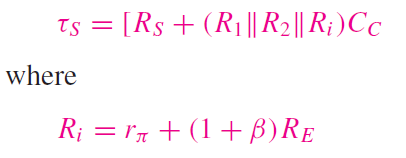 τS = [RS + (R1‖R2‖Ri)CC
where
Ri = rπ + (1 + β)RE